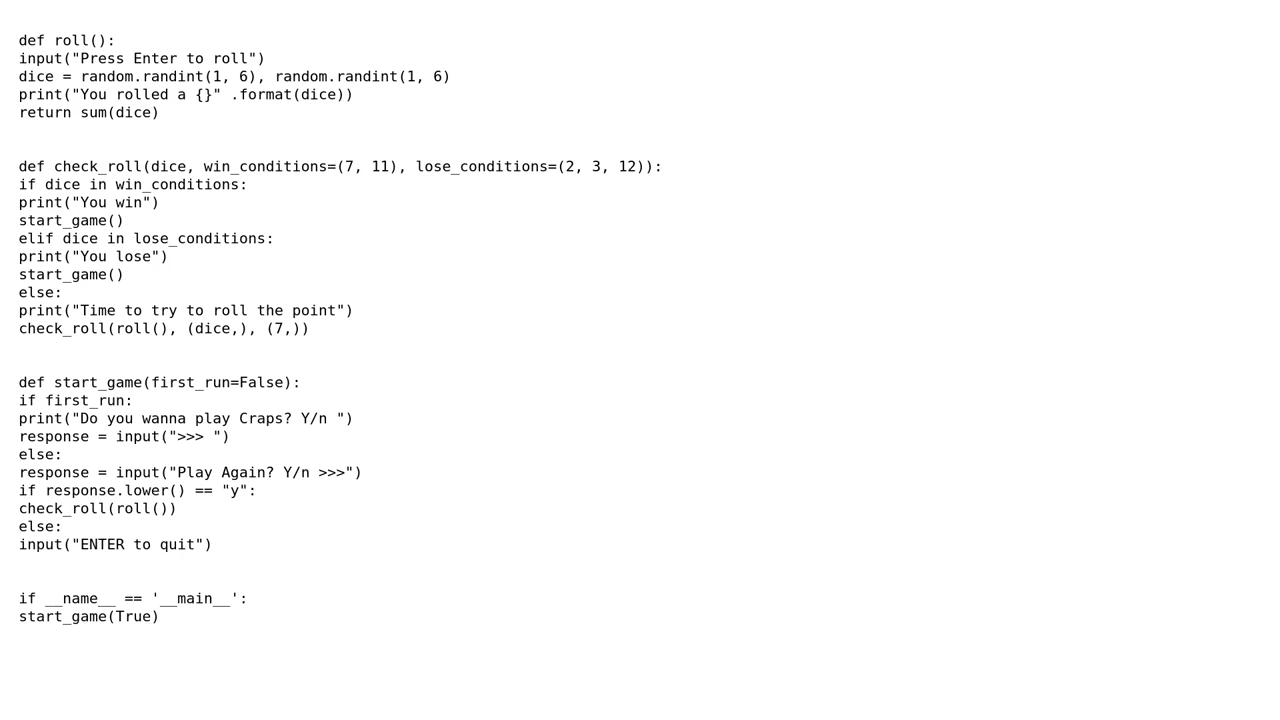 def roll():
input("Press Enter to roll")
dice = random.randint(1, 6), random.randint(1, 6)
print("You rolled a {}" .format(dice))
return sum(dice)
def check_roll(dice, win_conditions=(7, 11), lose_conditions=(2, 3, 12)):
if dice in win_conditions:
print("You win")
start_game()
elif dice in lose_conditions:
print("You lose")
start_game()
else:
print("Time to try to roll the point")
check_roll(roll(), (dice,), (7,))
def start_game(first_run=False):
if first_run:
print("Do you wanna play Craps? Y/n ")
response = input(">>> ")
else:
response = input("Play Again? Y/n >>>")
if response.lower() == "y":
check_roll(roll())
else:
input("ENTER to quit")
if __name__ == '__main__':
start_game(True)